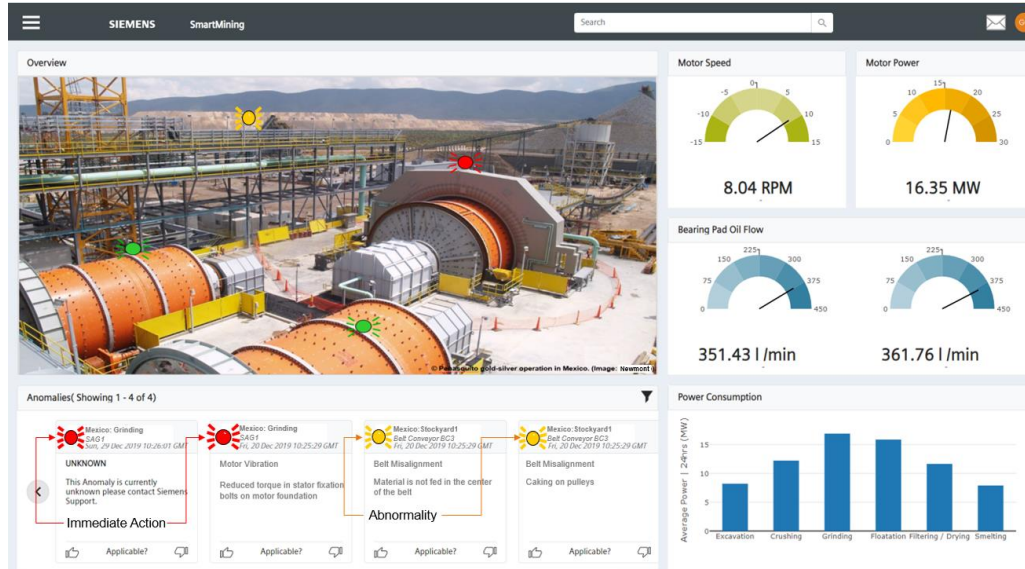 SIEMENS SmartMining
Search
Overview
© Peñasquito gold-silver operation in Mexico. (Image: Newmont)
Motor Speed
-15 -10 -5 0 5 10 15
8.04 RPM
Motor Power
0 5 10 15 20 25 30
16.35 MW
Bearing Pad Oil Flow
0 75 150 225 300 375 450
351.43 l /min
0 75 150 225 300 375 450
361.76 l /min
Anomalies( Showing 1 - 4 of 4)
Mexico: Grinding
SAG1
Sun, 29 Dec 2019 10:26:01 GMT
UNKNOWN
This Anomaly is currently
unknown please contact Siemens
Support.
Applicable?
Mexico: Grinding
SAG1
Fri, 20 Dec 2019 10:25:29 GMT
Motor Vibration
Reduced torque in stator fixation
bolts on motor foundation
Applicable?
Immediate Action
Mexico: Stockyard1
Belt Conveyor BC3
Fri, 20 Dec 2019 10:25:29 GMT
Belt Misalignment
Material is not fed in the center
of the belt
Applicable?
Mexico: Stockyard1
Belt Conveyor BC3
Fri, 20 Dec 2019 10:25:29 GMT
Belt Misalignment
Caking on pulleys
Applicable?
Abnormality
Power Consumption
Average Power | 24hrs (MW)
15
10
5
0
Excavation Crushing Grinding Floatation Filtering / Drying Smelting